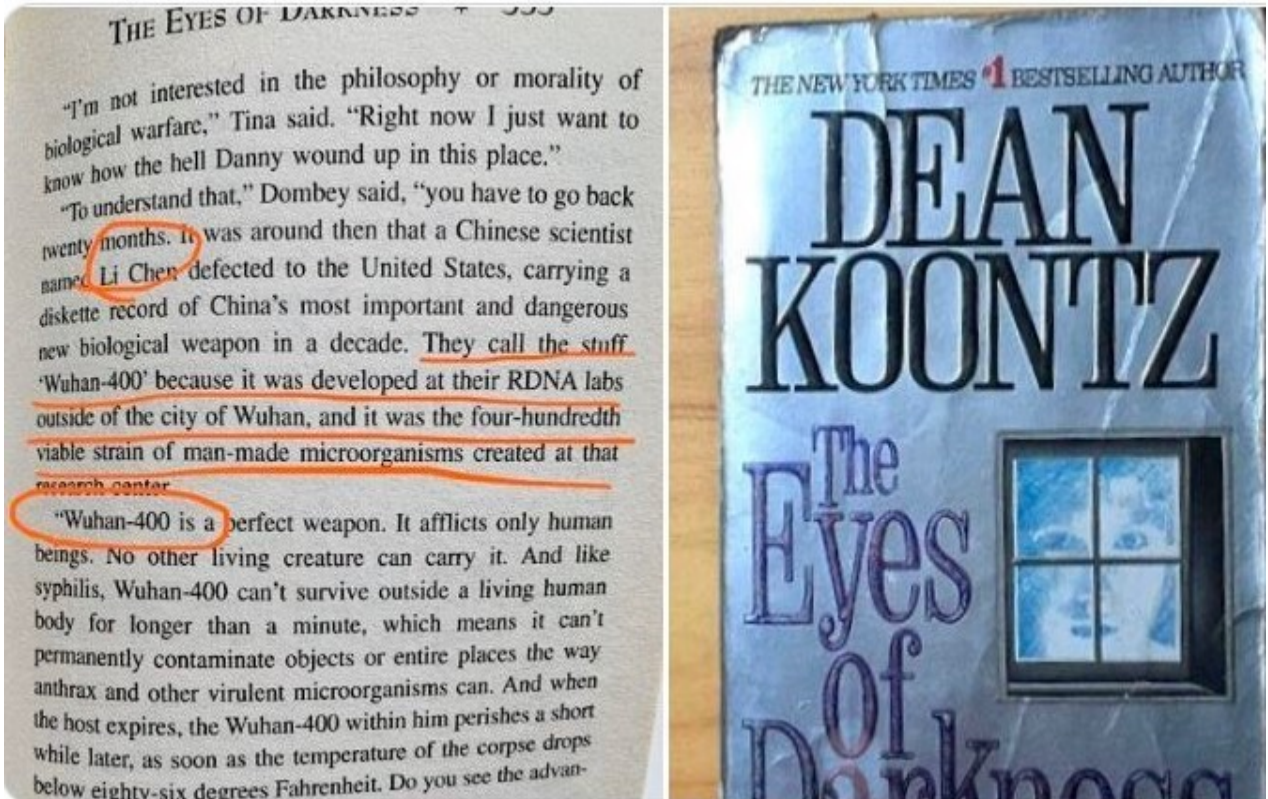 THE EYES OF DARKNESS
"I'm not interested in the philosophy or morality of
biological warfare," Tina said. "Right now I just want to
know how the hell Danny wound up in this place."
"To understand that," Dombey said, "you have to go back
twenty months. It was around then that a Chinese scientist
named Li Chen defected to the United States, carrying a
diskette record of China's most important and dangerous
new biological weapon in a decade. They call the stuff
'Wuhan-400' because it was developed at their RDNA labs
outside of the city of Wuhan, and it was the four-hundredth
viable strain of man-made microorganisms created at that
research center.
"Wuhan-400 is a perfect weapon. It afflicts only human
beings. No other living creature can carry it. And like
syphilis, Wuhan-400 can't survive outside a living human
body for longer than a minute, which means it can't
permanently contaminate objects or entire places the way
anthrax and other virulent microorganisms can. And when
the host expires, the Wuhan-400 within him perishes a short
while later, as soon as the temperature of the corpse drops
below eighty-six degrees Fahrenheit. Do you see the advan-
THE NEW YORK TIMES #1 BESTSELLING AUTHOR
DEAN
KOONTZ
The
Eyes
of
Darkness